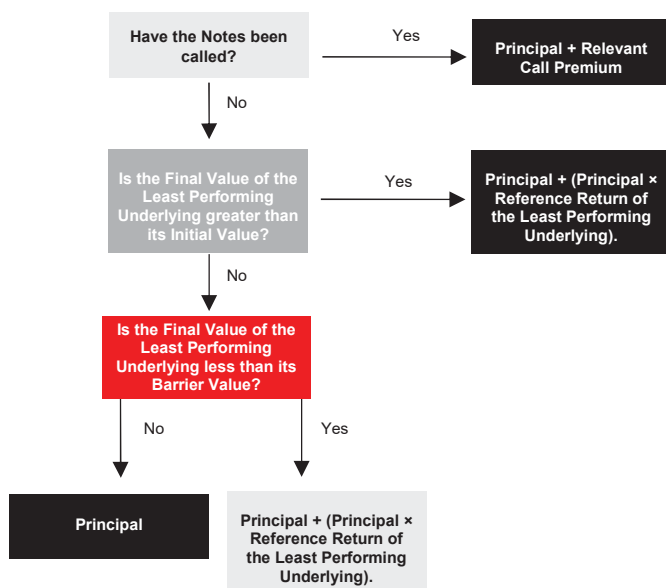 Have the Notes been
called?
Yes
Principal + Relevant
Call Premium
No
Is the Final Value of the
Least Performing
Underlying greater than
its Initial Value?
Yes
Principal + (Principal ×
Reference Return of
the Least Performing
Underlying).
No
Is the Final Value of the
Least Performing
Underlying less than its
Barrier Value?
No
Yes
Principal
Principal + (Principal ×
Reference Return of
the Least Performing
Underlying).